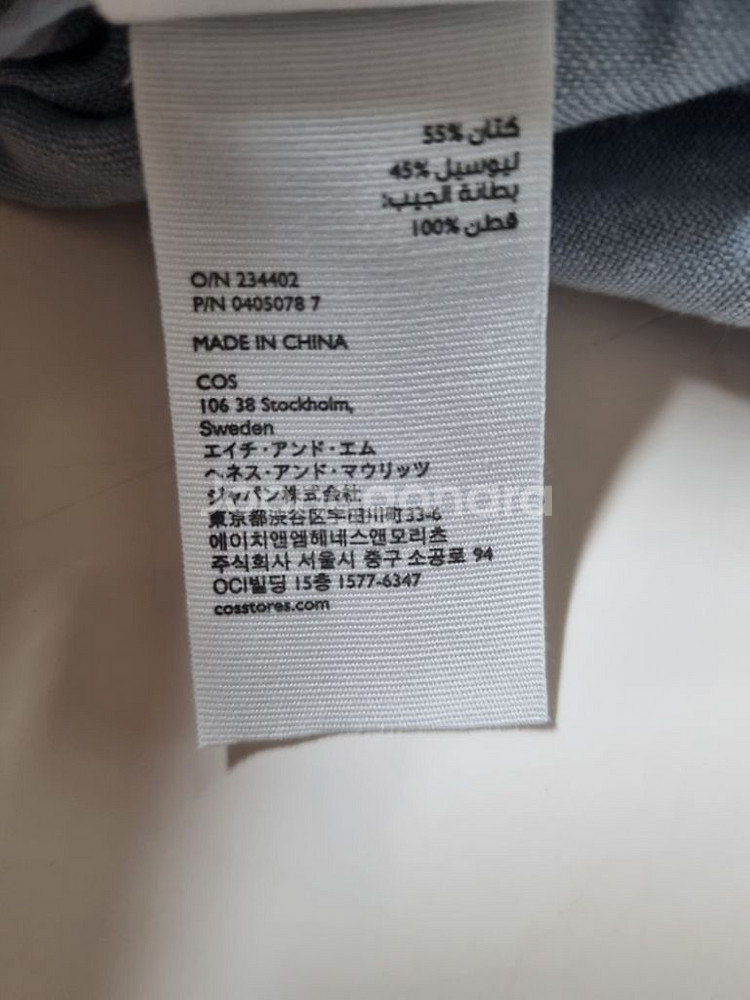 كتان %55
ليوسيل %45
بطانة الجيب:
قطن %100
O/N 234402
P/N 0405078 7
MADE IN CHINA
COS
106 38 Stockholm,
Sweden
エイチ・アンド・エム
ヘネス・アンド・マウリッツ
ジャパン株式会社
東京都渋谷区宇田川町33-6
에이치앤엠헤네스앤모리츠
주식회사 서울시 중구 소공로 94
OCI빌딩 15층 1577-6347
cosstores.com